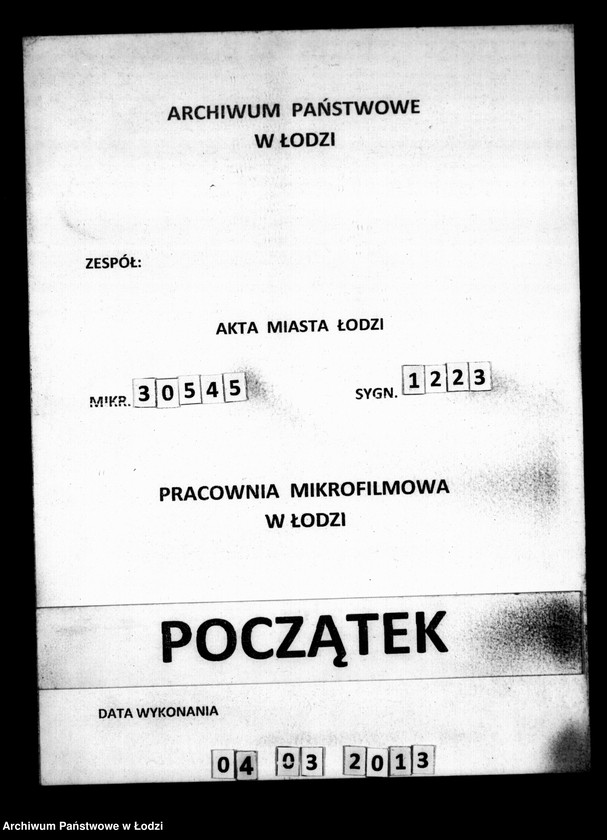 ARCHIWUM PAŃSTWOWE
W ŁODZI
ZESPÓŁ:
AKTA MIASTA ŁODZI
MIKR. 30545 SYGN. 1223
PRACOWNIA MIKROFILMOWA
W ŁODZI
POCZĄTEK
DATA WYKONANIA
04 03 2013
Archiwum Państwowe w Łodzi